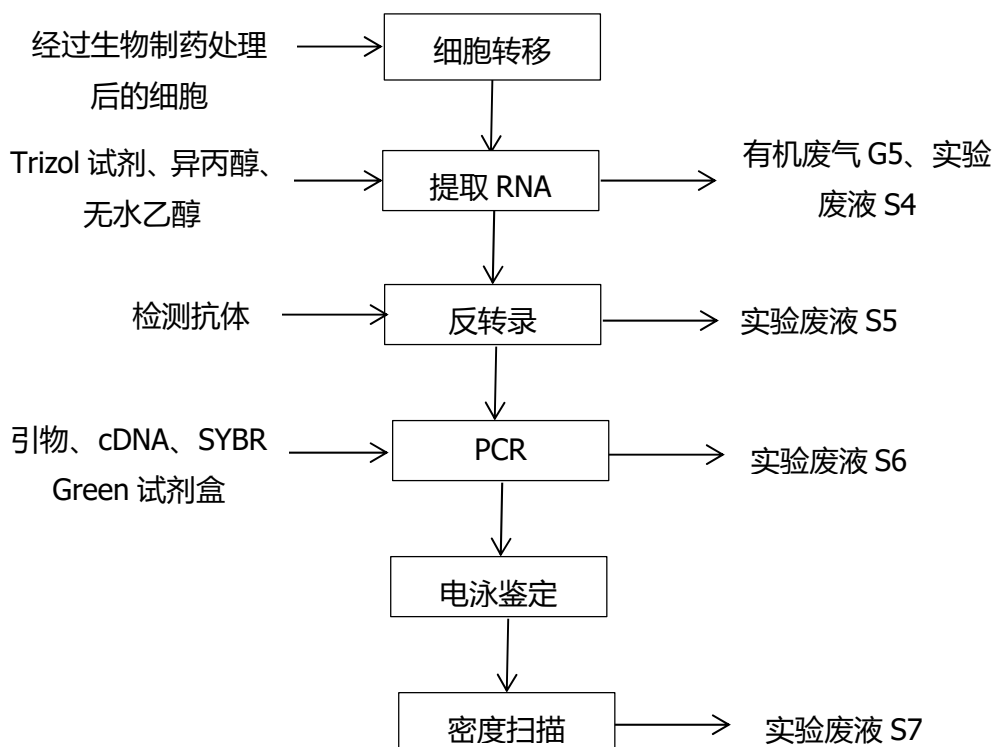 经过生物制药处理
后的细胞
细胞转移
Trizol 试剂、异丙醇、
无水乙醇
提取 RNA
有机废气 G5、实验
废液 S4
检测抗体
反转录
实验废液 S5
引物、cDNA、SYBR
Green 试剂盒
PCR
实验废液 S6
电泳鉴定
密度扫描
实验废液 S7